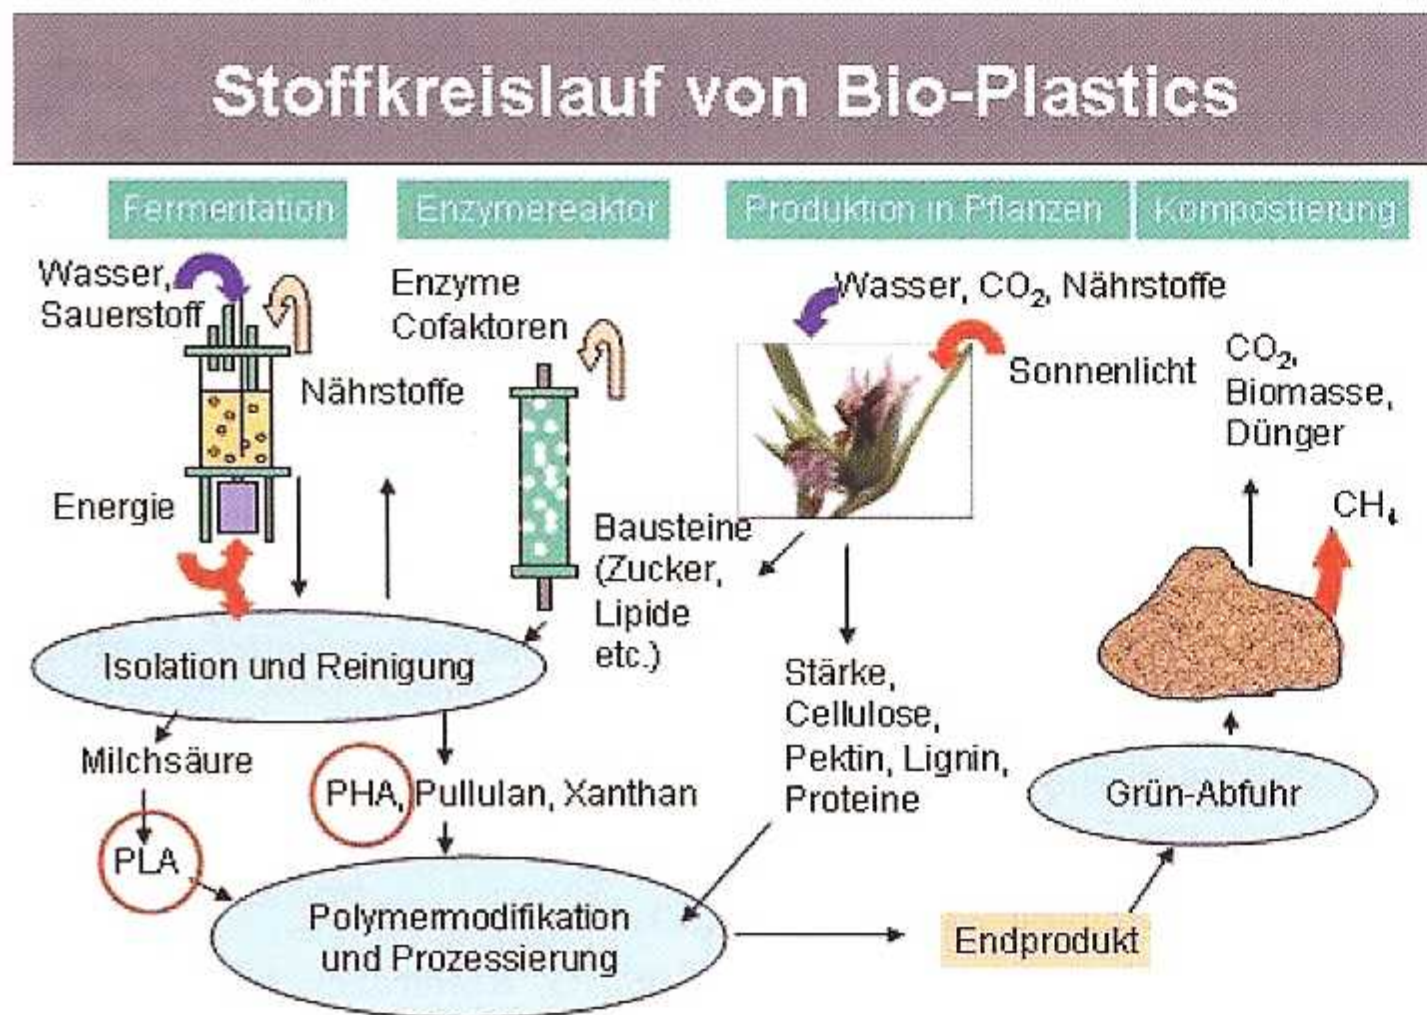 Stoffkreislauf von Bio-Plastics
Fermentation
Enzymereaktor
Produktion in Pflanzen
Kompostierung
Wasser,
Sauerstoff
Nährstoffe
Energie
Enzyme
Cofaktoren
Bausteine
(Zucker,
Lipide
etc.)
Wasser, CO₂, Nährstoffe
Sonnenlicht
CO₂,
Biomasse,
Dünger
CH₄
Isolation und Reinigung
Milchsäure
PLA
PHA, Pullulan, Xanthan
Stärke,
Cellulose,
Pektin, Lignin,
Proteine
Grün-Abfuhr
Polymermodifikation
und Prozessierung
Endprodukt